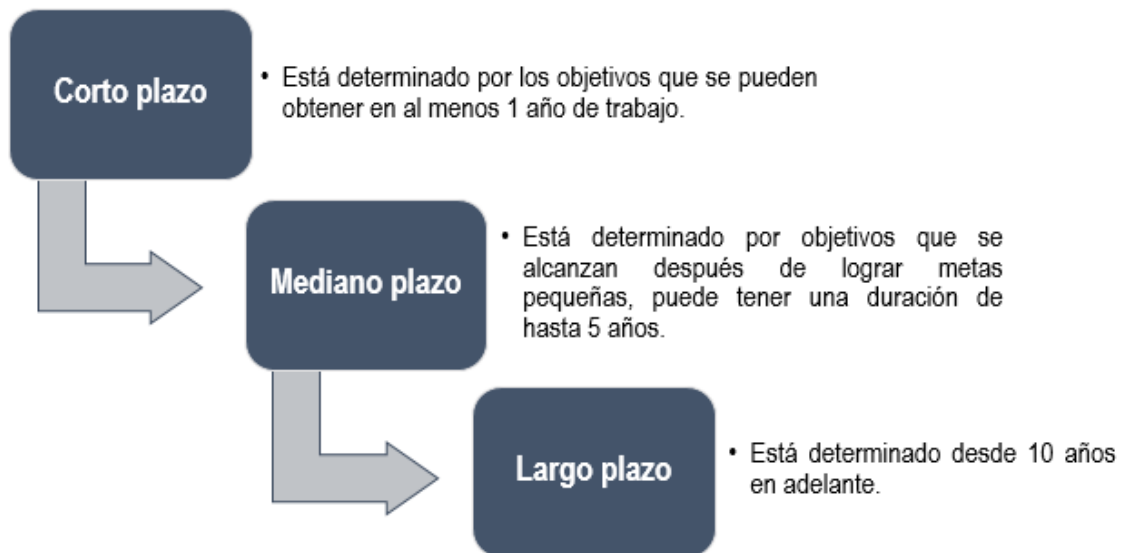 Corto plazo
• Está determinado por los objetivos que se pueden
obtener en al menos 1 año de trabajo.
Mediano plazo
• Está determinado por objetivos que se
alcanzan después de lograr metas
pequeñas, puede tener una duración de
hasta 5 años.
Largo plazo
• Está determinado desde 10 años
en adelante.